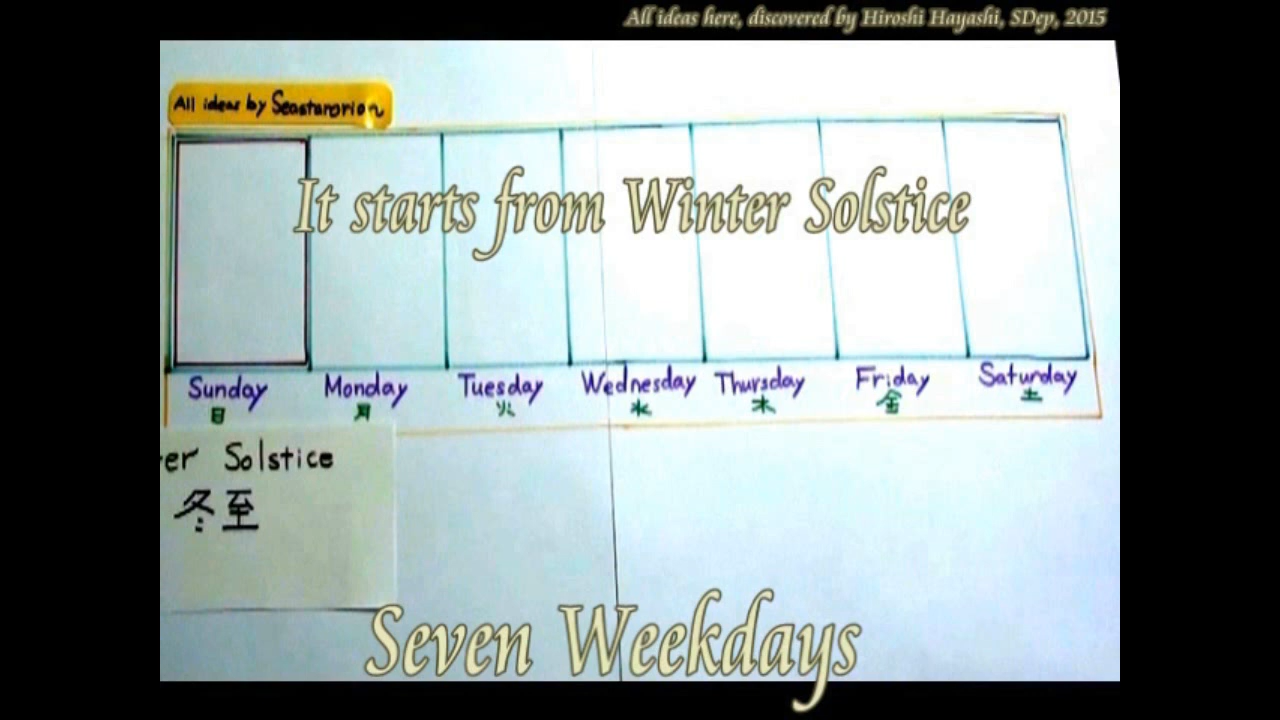 All ideas here, discovered by Hiroshi Hayashi, SDep, 2015
All ideas by Seastarorion
It starts from Winter Solstice
Sunday Monday Tuesday Wednesday Thursday Friday Saturday
日 月 火 水 木 金 土
er Solstice
冬至
Seven Weekdays